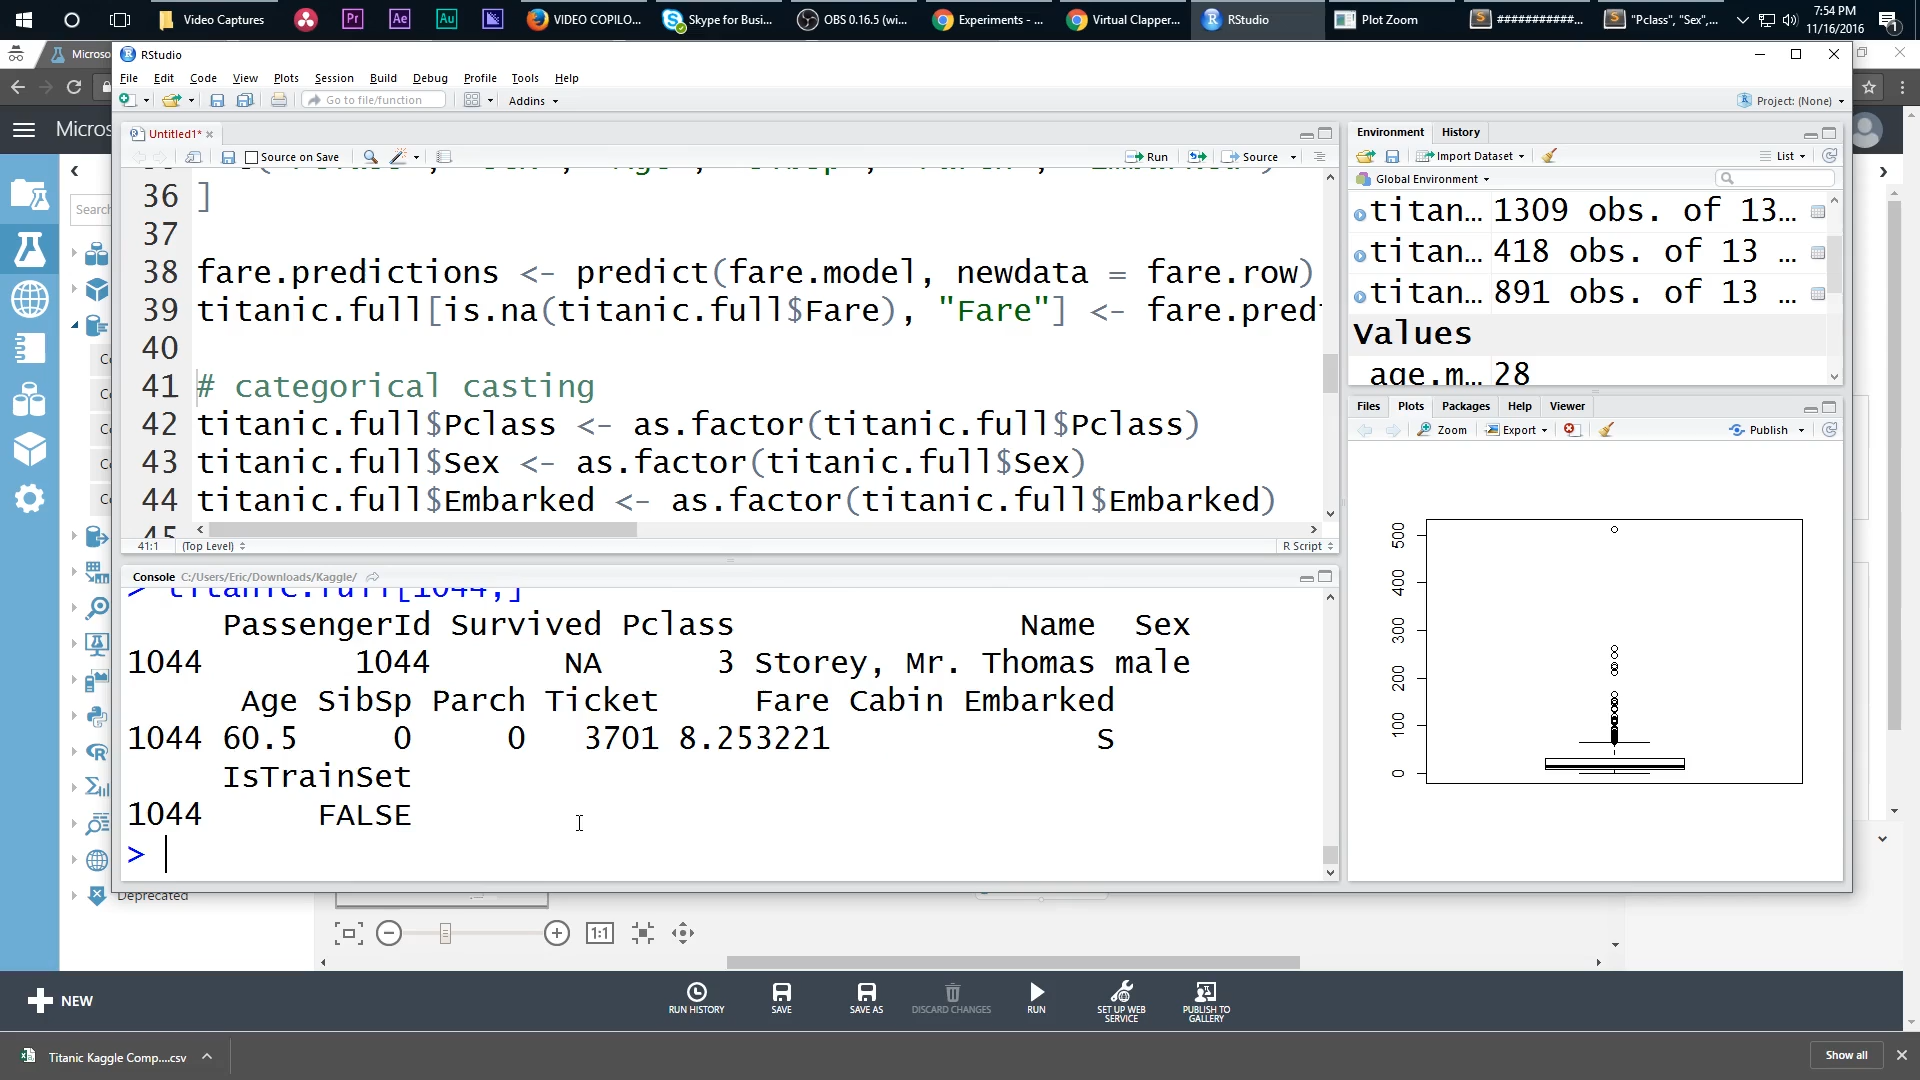 Video Captures
VIDEO COPILO...
Skype for Busi...
OBS 0.16.5 (wi...
Experiments - ...
Virtual Clapper...
RStudio
Plot Zoom
###########...
"Pclass", "Sex",...
7:54 PM
11/16/2016
1
Microso
RStudio
File Edit Code View Plots Session Build Debug Profile Tools Help
Go to file/function
Addins
Project: (None)
Micros
Search
Untitled1*
Source on Save
Run
Source
36 ]
37
38 fare.predictions <- predict(fare.model, newdata = fare.row)
39 titanic.full[is.na(titanic.full$Fare), "Fare"] <- fare.pred
40
41 # categorical casting
42 titanic.full$Pclass <- as.factor(titanic.full$Pclass)
43 titanic.full$Sex <- as.factor(titanic.full$Sex)
44 titanic.full$Embarked <- as.factor(titanic.full$Embarked)
45
41:1 (Top Level) R Script
Console C:/Users/Eric/Downloads/Kaggle/
> titanic.full[1044,]
PassengerId Survived Pclass Name Sex
1044 1044 NA 3 Storey, Mr. Thomas male
Age SibSp Parch Ticket Fare Cabin Embarked
1044 60.5 0 0 3701 8.253221 S
IsTrainSet
1044 FALSE
>
Environment History
Import Dataset
List
Global Environment
titan... 1309 obs. of 13...
titan... 418 obs. of 13 ...
titan... 891 obs. of 13 ...
Values
age.m... 28
Files Plots Packages Help Viewer
Zoom Export Publish
500
400
300
200
100
0
Deprecated
1:1
NEW
RUN HISTORY
SAVE
SAVE AS
DISCARD CHANGES
RUN
SET UP WEB SERVICE
PUBLISH TO GALLERY
Titanic Kaggle Comp....csv
Show all